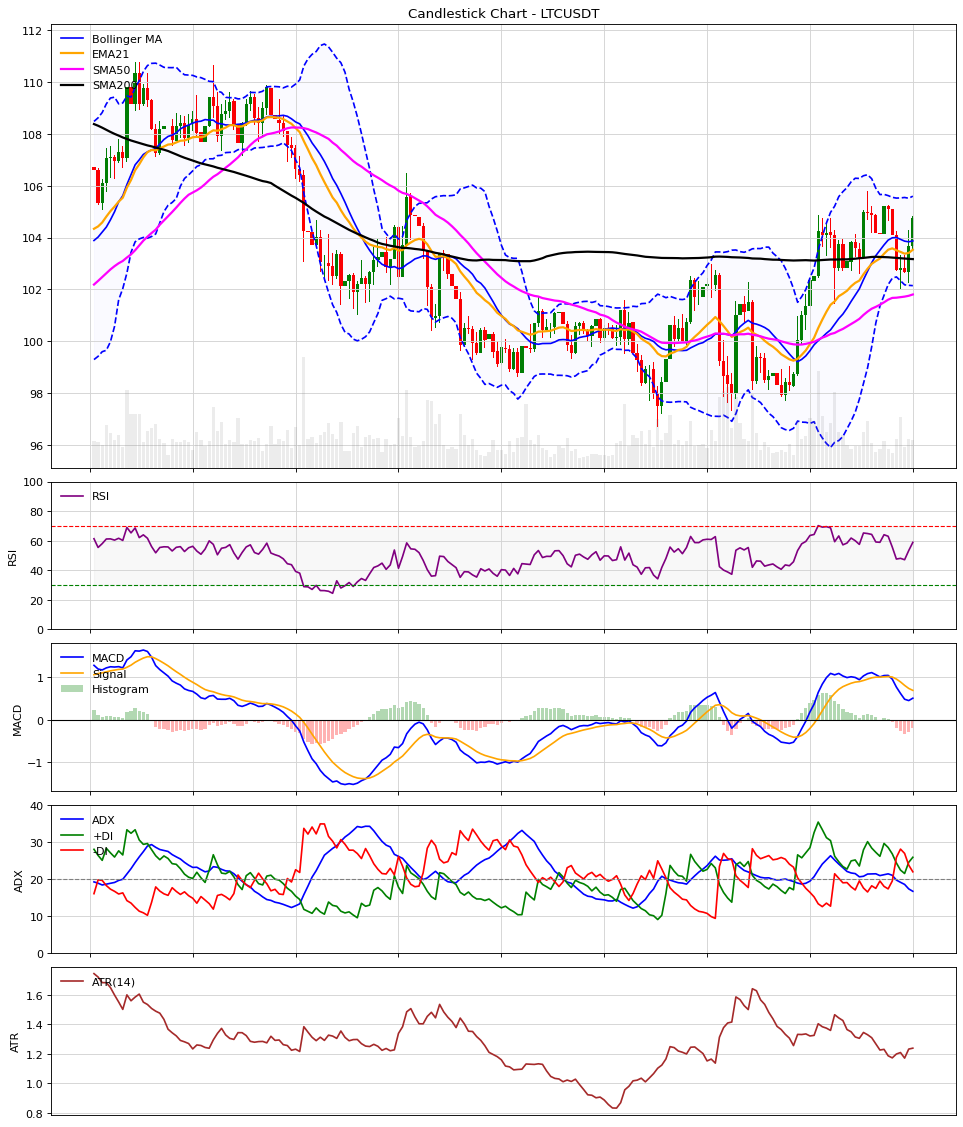 Candlestick Chart - LTCUSDT
112
110
108
106
104
102
100
98
96
Bollinger MA
EMA21
SMA50
SMA200
100
80
60
40
20
0
RSI
RSI
1
0
−1
MACD
MACD
Signal
Histogram
40
30
20
10
0
ADX
ADX
+DI
-DI
1.6
1.4
1.2
1.0
0.8
ATR
ATR(14)